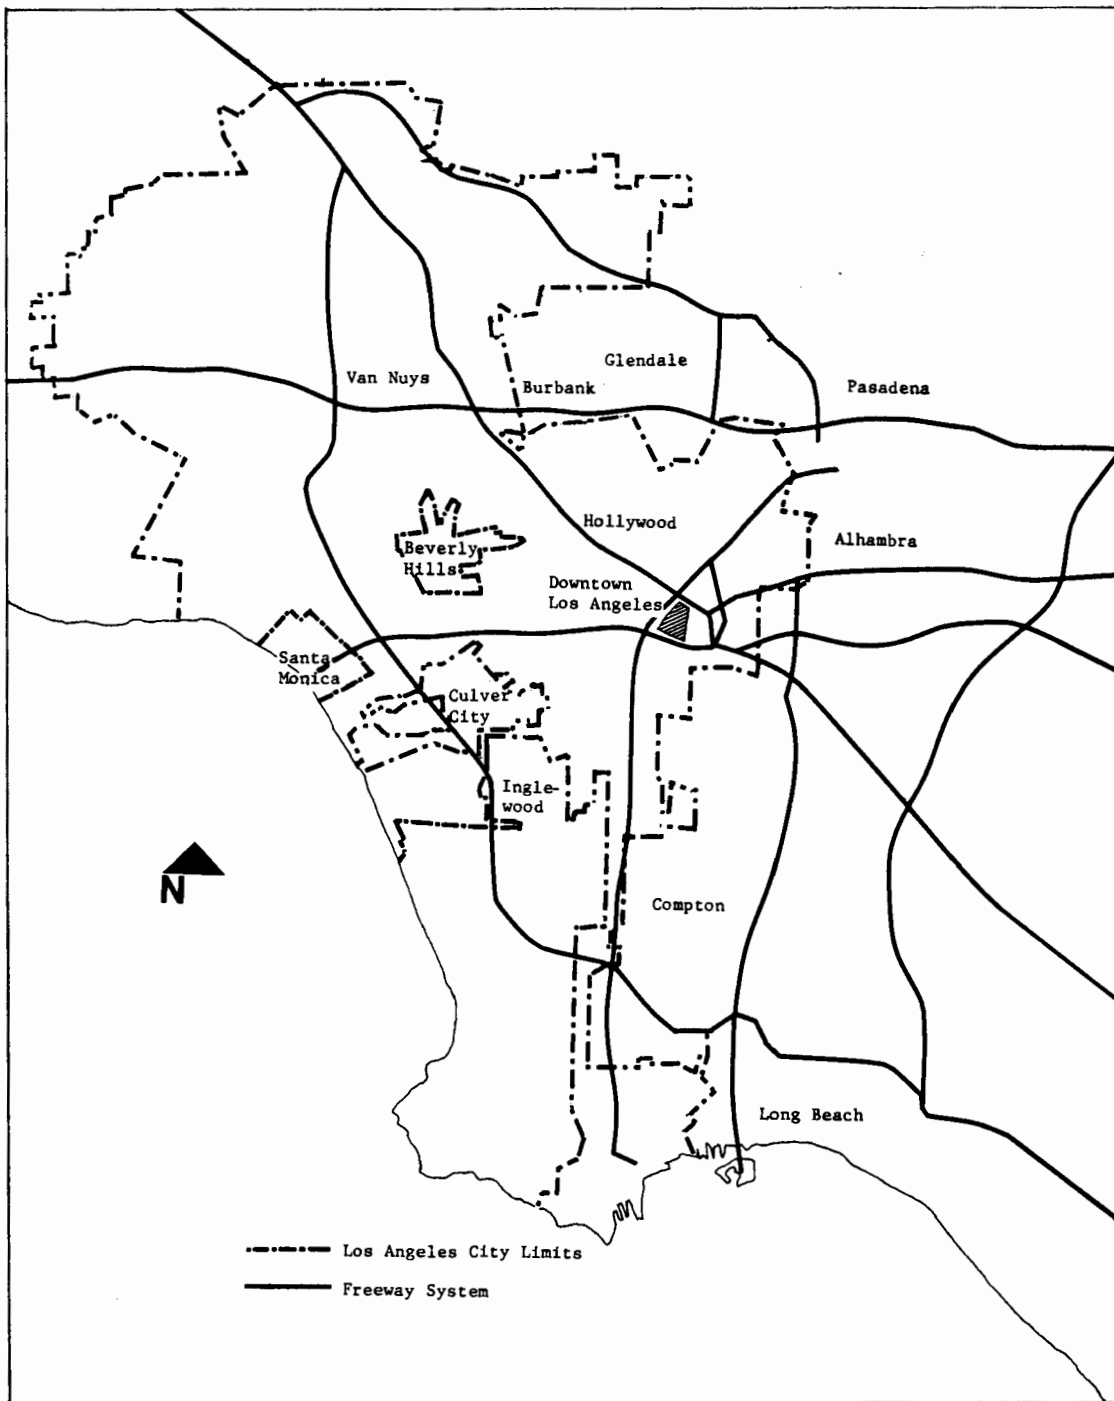 Glendale
Van Nuys
Burbank
Pasadena
Hollywood
Beverly
Hills
Alhambra
Downtown
Los Angeles
Santa
Monica
Culver
City
Ingle-
wood
N
Compton
Long Beach
Los Angeles City Limits
Freeway System